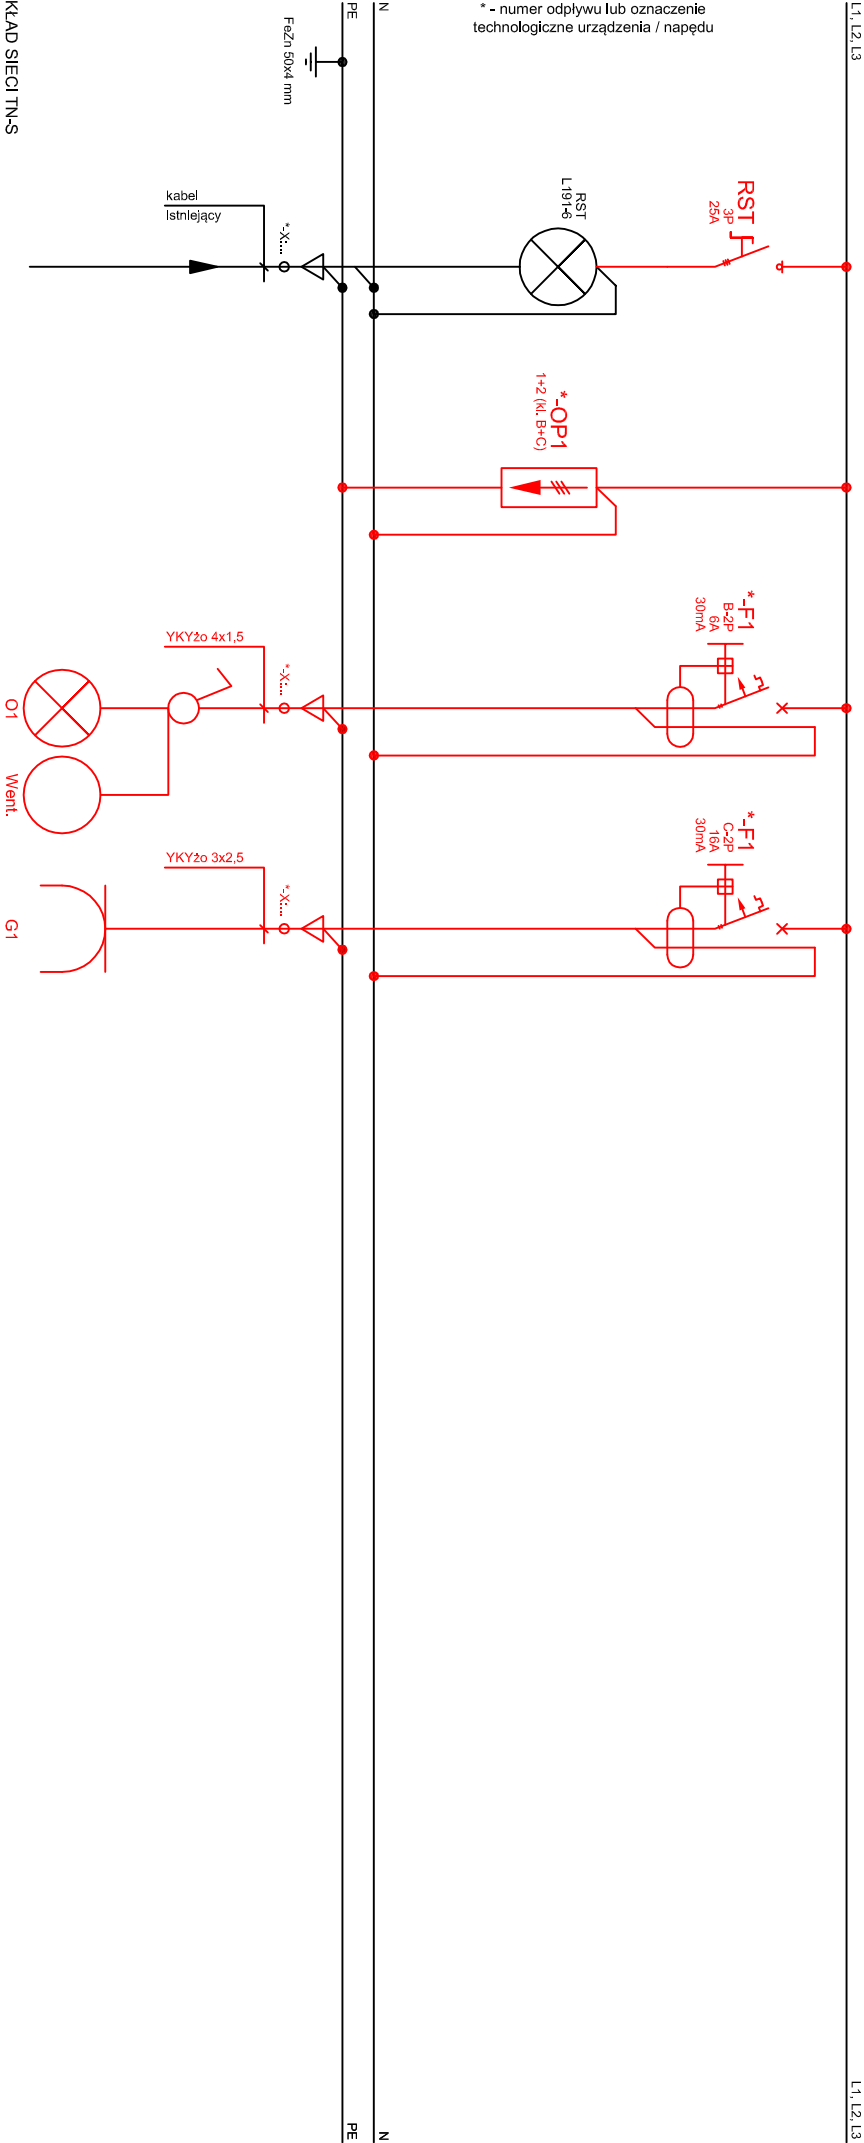 L1, L2, L3
* - numer odpływu lub oznaczenie
technologiczne urządzenia / napędu
N
PE
FeZn 50x4 mm
KŁAD SIECI TN-S
RST
3P
25A
RST
L191-6
kabel
Istniejący
*-X:...
*-OP1
1+2 (kl. B+C)
*-F1
B-2P
6A
30mA
YKYżo 4x1,5
*-X:...
O1
Went.
*-F1
C-2P
16A
30mA
YKYżo 3x2,5
*-X:...
G1
L1, L2, L3
N
PE